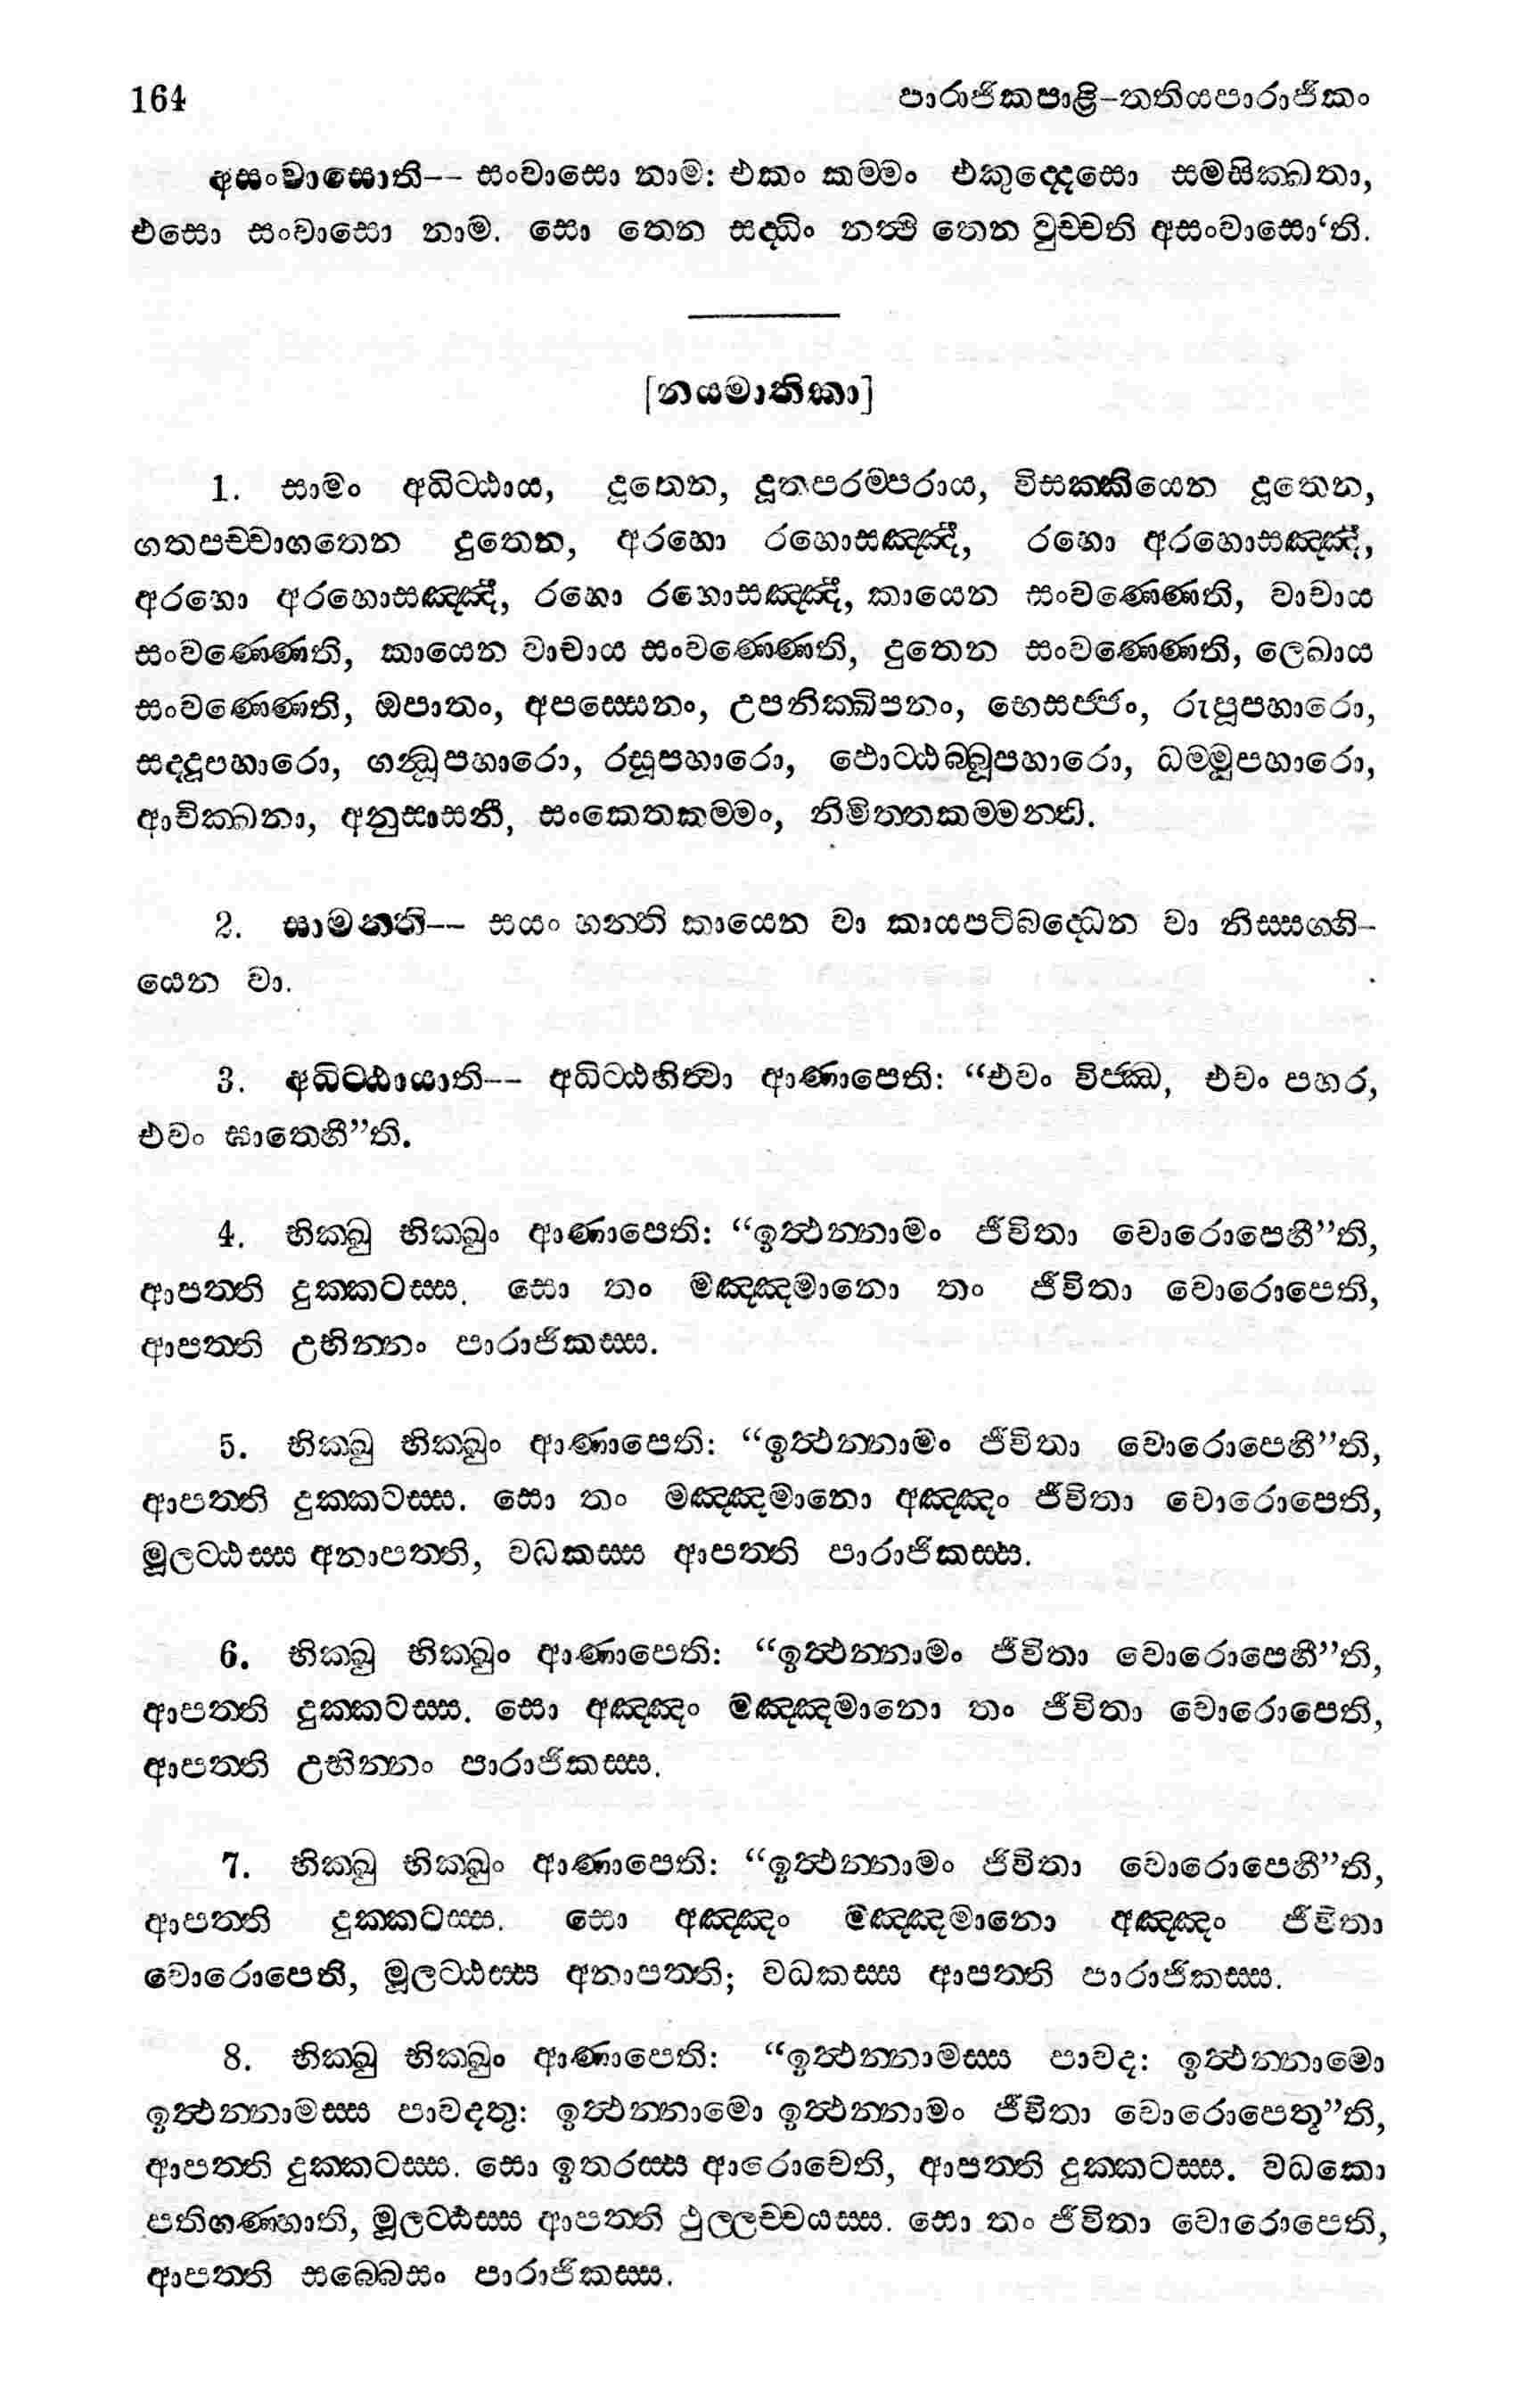 164 පාරාජිකපාළි–තතියපාරාජිකං
අසංවාසොති–– සංවාසො නාම: එකං කම්මං එකුද්දෙසො සමසික්ඛතා,
එසො සංවාසො නාම. සො තෙන සද්ධිං නත්ථි තෙන වුච්චති අසංවාසො‘ති.
[නයමාතිකා]
1. සාමං අධිට්ඨාය, දූතෙන, දූතපරම්පරාය, විසක්කියෙන දූතෙන,
ගතපච්චාගතෙන දුතෙන, අරහො රහොසඤ්ඤී, රහො අරහොසඤ්ඤී,
අරහො අරහොසඤ්ඤී, රහො රහොසඤ්ඤී, කායෙන සංවණ්ණෙති, වාචාය
සංවණ්ණෙති, කායෙන වාචාය සංවණ්ණෙති, දුතෙන සංවණ්ණෙති, ලෙඛාය
සංවණ්ණෙති, ඔපාතං, අපස්සෙනං, උපනික්ඛිපනං, භෙසජ්ජං, රුපූපහාරො,
සද්දූපහාරො, ගන්ධූපහාරො, රසූපහාරො, ඵොට්ඨබ්බූපහාරො, ධම්මූපහාරො,
ආචික්ඛනා, අනුසාසනී, සංකෙතකම්මං, නිමිත්තකම්මන්ති.
2. සාමන්ති–– සයං හනති කායෙන වා කායපටිබද්ධෙන වා නිස්සග්ගි–
යෙන වා.
3. අධිට්ඨායාති–– අධිට්ඨහිත්වා ආණාපෙති: “එවං විජ්ඣ, එවං පහර,
එවං ඝාතෙහී”ති.
4. භික්ඛු භික්ඛුං ආණාපෙති: “ඉත්ථන්නාමං ජීවිතා වොරොපෙහී”ති,
ආපත්ති දුක්කටස්ස. සො තං මඤ්ඤමානො තං ජීවිතා වොරොපෙති,
ආපත්ති උභින්නං පාරාජිකස්ස.
5. භික්ඛු භික්ඛුං ආණාපෙති: “ඉත්ථන්නාමං ජීවිතා වොරොපෙහී”ති,
ආපත්ති දුක්කටස්ස. සො තං මඤ්ඤමානො අඤ්ඤං ජීවිතා වොරොපෙති,
මූලට්ඨස්ස අනාපත්ති, වධකස්ස ආපත්ති පාරාජිකස්ස.
6. භික්ඛු භික්ඛුං ආණාපෙති: “ඉත්ථන්නාමං ජීවිතා වොරොපෙහී”ති,
ආපත්ති දුක්කටස්ස. සො අඤ්ඤං මඤ්ඤමානො තං ජීවිතා වොරොපෙති,
ආපත්ති උභින්නං පාරාජිකස්ස.
7. භික්ඛු භික්ඛුං ආණාපෙති: “ඉත්ථන්නාමං ජිවිතා වොරොපෙහී”ති,
ආපත්ති දුක්කටස්ස. සො අඤ්ඤං මඤ්ඤමානො අඤ්ඤං ජීවිතා
වොරොපෙති, මූලට්ඨස්ස අනාපත්ති; වධකස්ස ආපත්ති පාරාජිකස්ස.
8. භික්ඛු භික්ඛුං ආණාපෙති: “ඉත්ථන්නාමස්ස පාවද: ඉත්ථන්නාමො
ඉත්ථන්නාමස්ස පාවදතු: ඉත්ථන්නාමො ඉත්ථන්නාමං ජීවිතා වොරොපෙතූ”ති,
ආපත්ති දුක්කටස්ස. සො ඉතරස්ස ආරොචෙති, ආපත්ති දුක්කටස්ස. වධකො
පතිගණ්හාති, මූලට්ඨස්ස ආපත්ති ථුල්ලච්චයස්ස. සො තං ජීවිතා වොරොපෙති,
ආපත්ති සබ්බෙසං පාරාජිකස්ස.